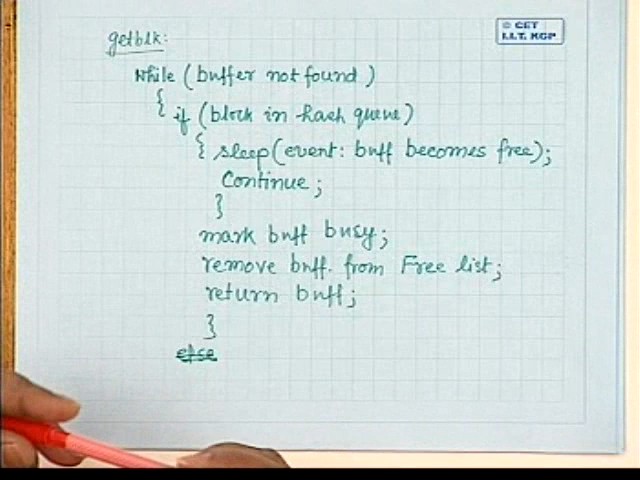 © CET
I.I.T. KGP
getblk:
While (buffer not found)
{ if (block in hash queue)
{ sleep (event: buff becomes free);
Continue;
}
mark buff busy;
remove buff. from Free list;
return buff;
}
else